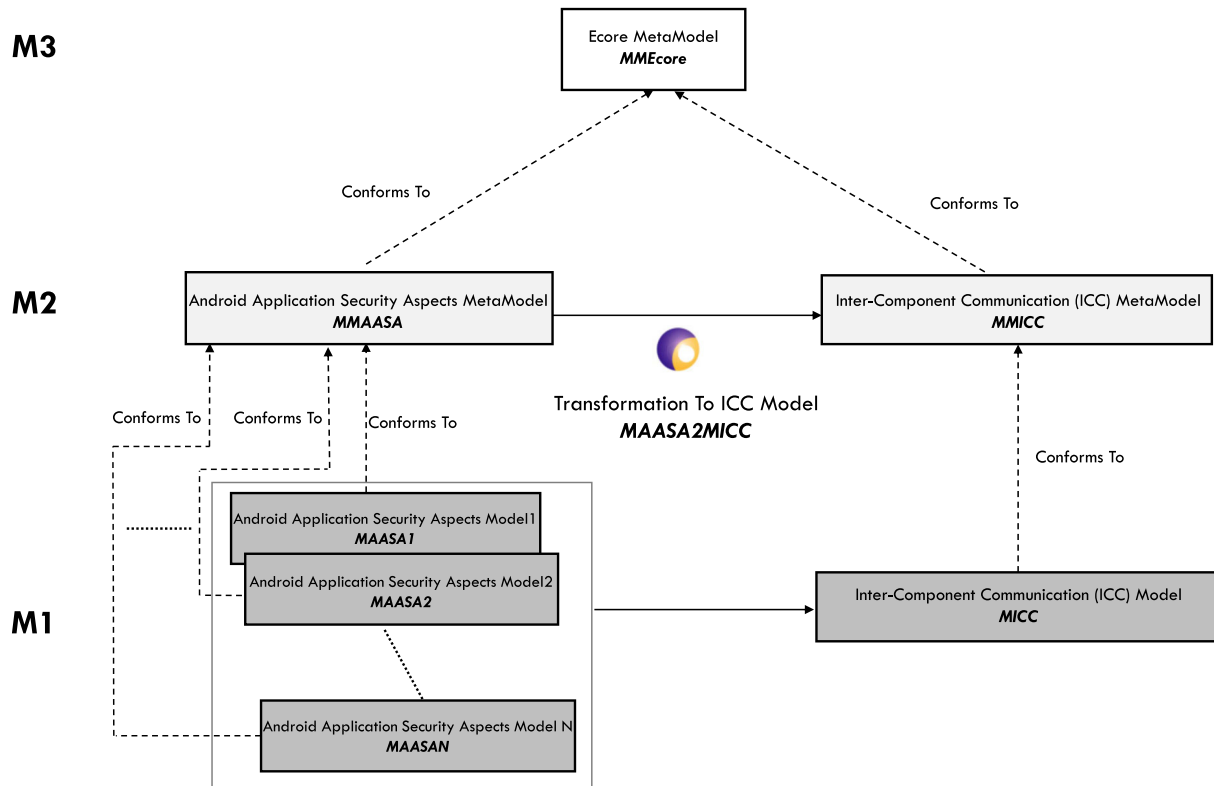 M3
Ecore MetaModel
MMEcore
Conforms To
Conforms To
M2
Android Application Security Aspects MetaModel
MMAASA
Inter-Component Communication (ICC) MetaModel
MMICC
Transformation To ICC Model
MAASA2MICC
Conforms To
Conforms To
Conforms To
Conforms To
M1
Android Application Security Aspects Model1
MAASA1
Android Application Security Aspects Model2
MAASA2
Inter-Component Communication (ICC) Model
MICC
Android Application Security Aspects Model N
MAASAN